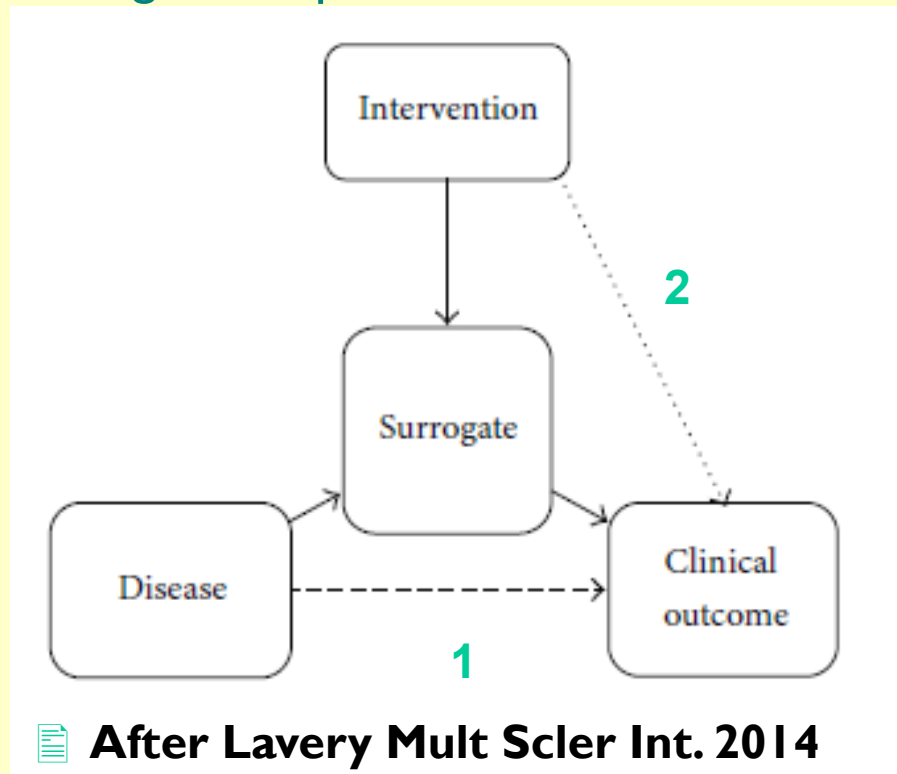 Intervention
2
Surrogate
Disease
Clinical
outcome
1
After Lavery Mult Scler Int. 2014